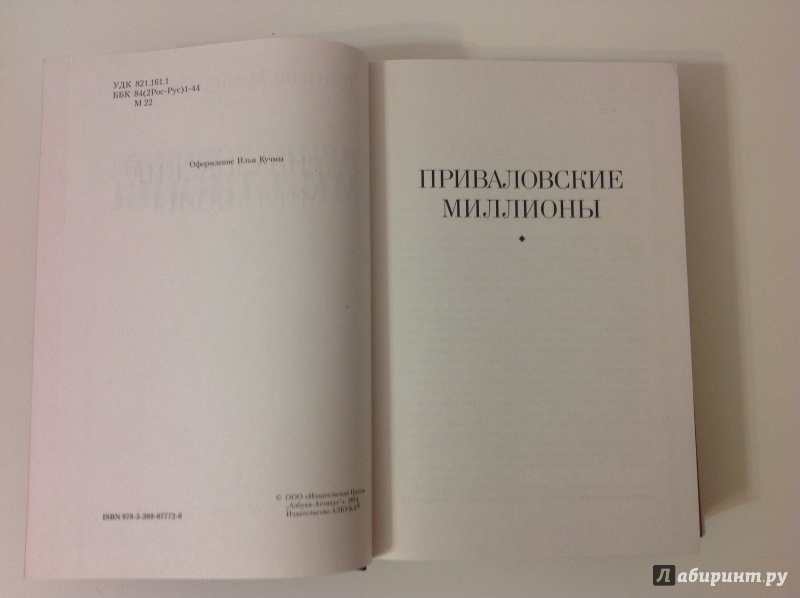 УДК 821.161.1
ББК 84(2Рос-Рус)1-44
М 22
Оформление Ильи Кучмы
ISBN 978-5-389-07772-0
© ООО «Издательская Группа
„Азбука-Аттикус"», 2014
Издательство АЗБУКА®
ПРИВАЛОВСКИЕ
МИЛЛИОНЫ
Лабиринт.ру